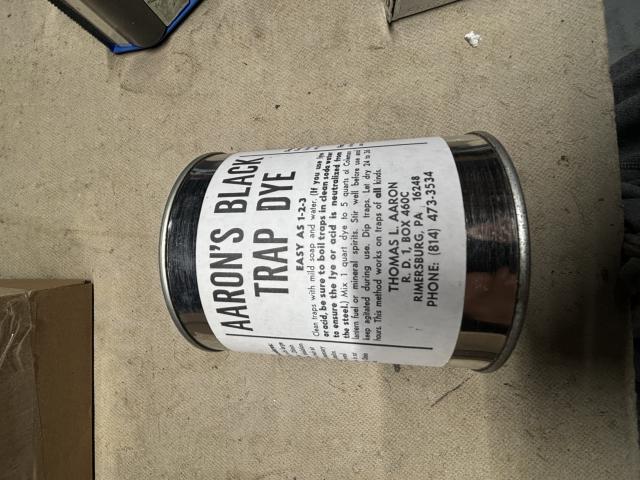 AARON'S BLACK
TRAP DYE
EASY AS 1-2-3
Clean traps with mild soap and water. (If you use lye
or acid, be sure to boil traps in clean soda water
to ensure the lye or acid is neutralized from
the steel.) Mix 1 quart dye to 5 quarts of Coleman
lantern fuel or mineral spirits. Stir well before use and
keep agitated during use. Dip traps. Let dry 24 to 36
hours. This method works on traps of all kinds.
THOMAS L. AARON
R. D. 1, BOX 460C
RIMERSBURG, PA 16248
PHONE: (814) 473-3534